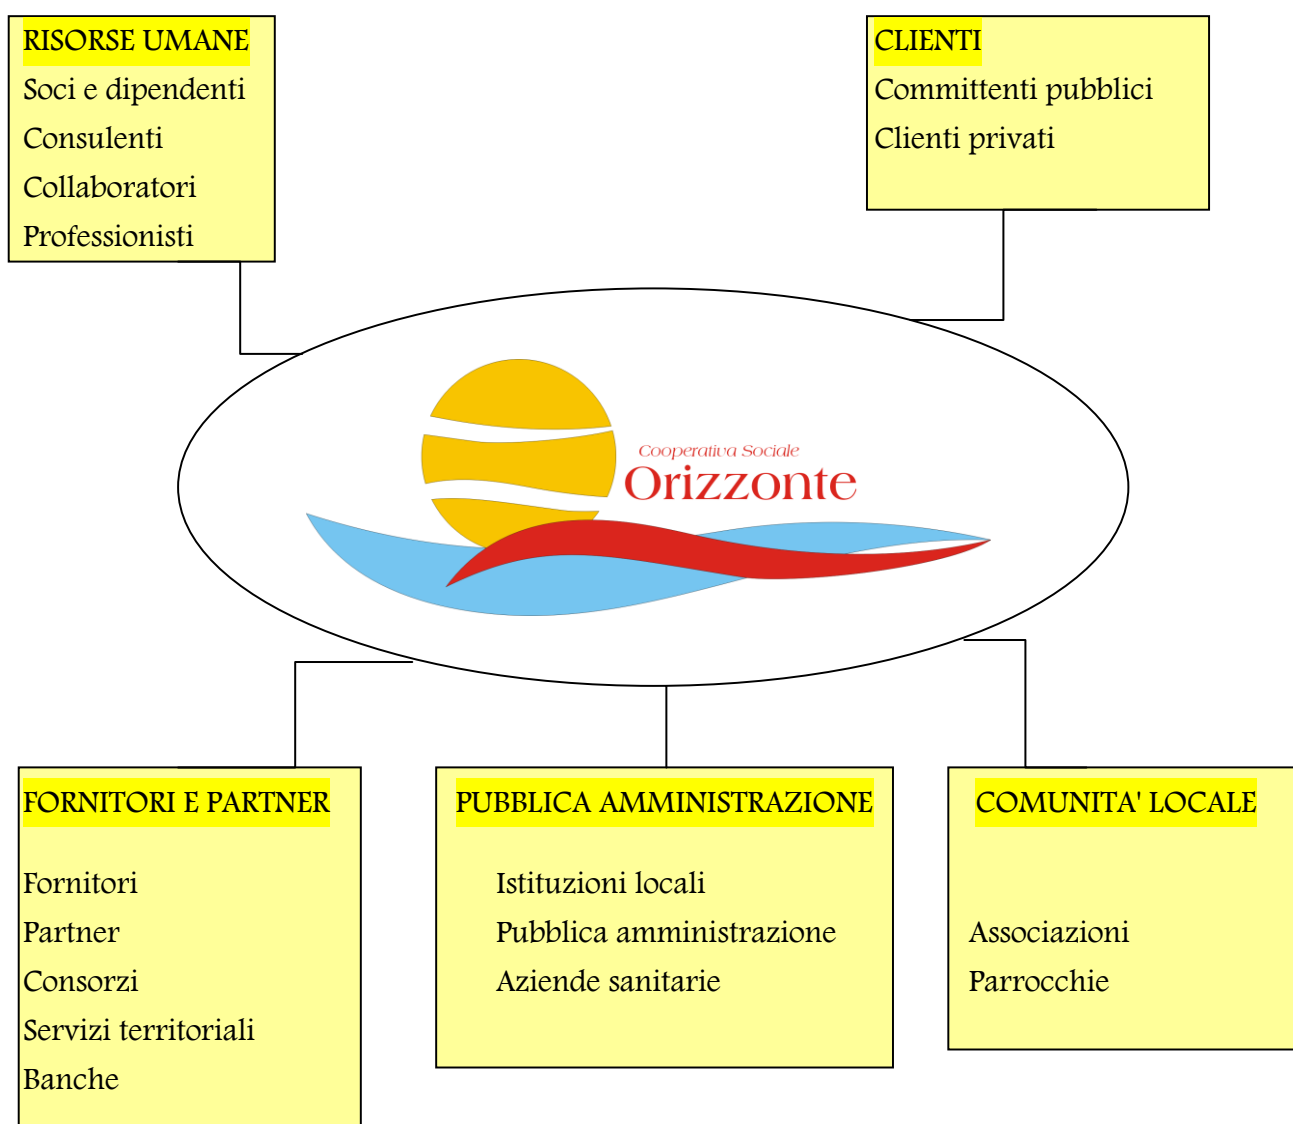 RISORSE UMANE
Soci e dipendenti
Consulenti
Collaboratori
Professionisti
CLIENTI
Committenti pubblici
Clienti privati
Cooperativa Sociale
Orizzonte
FORNITORI E PARTNER
Fornitori
Partner
Consorzi
Servizi territoriali
Banche
PUBBLICA AMMINISTRAZIONE
Istituzioni locali
Pubblica amministrazione
Aziende sanitarie
COMUNITA' LOCALE
Associazioni
Parrocchie